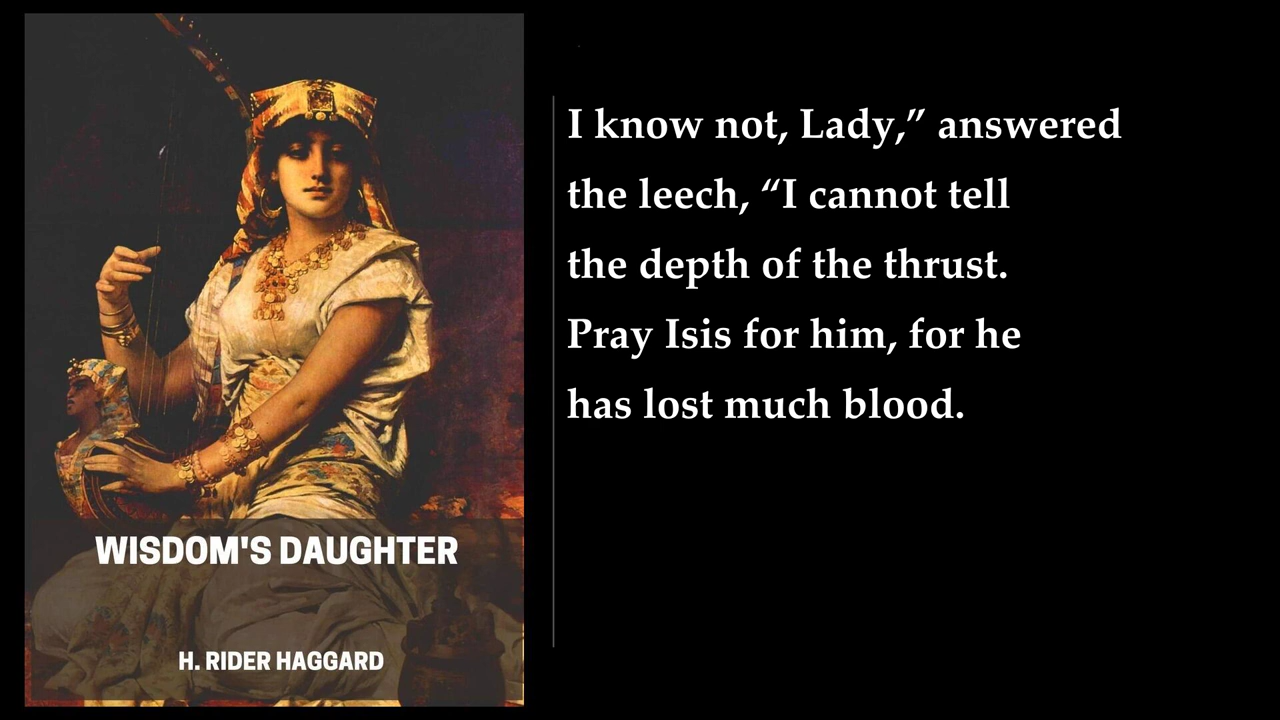 WISDOM'S DAUGHTER
H. RIDER HAGGARD
I know not, Lady,” answered
the leech, “I cannot tell
the depth of the thrust.
Pray Isis for him, for he
has lost much blood.